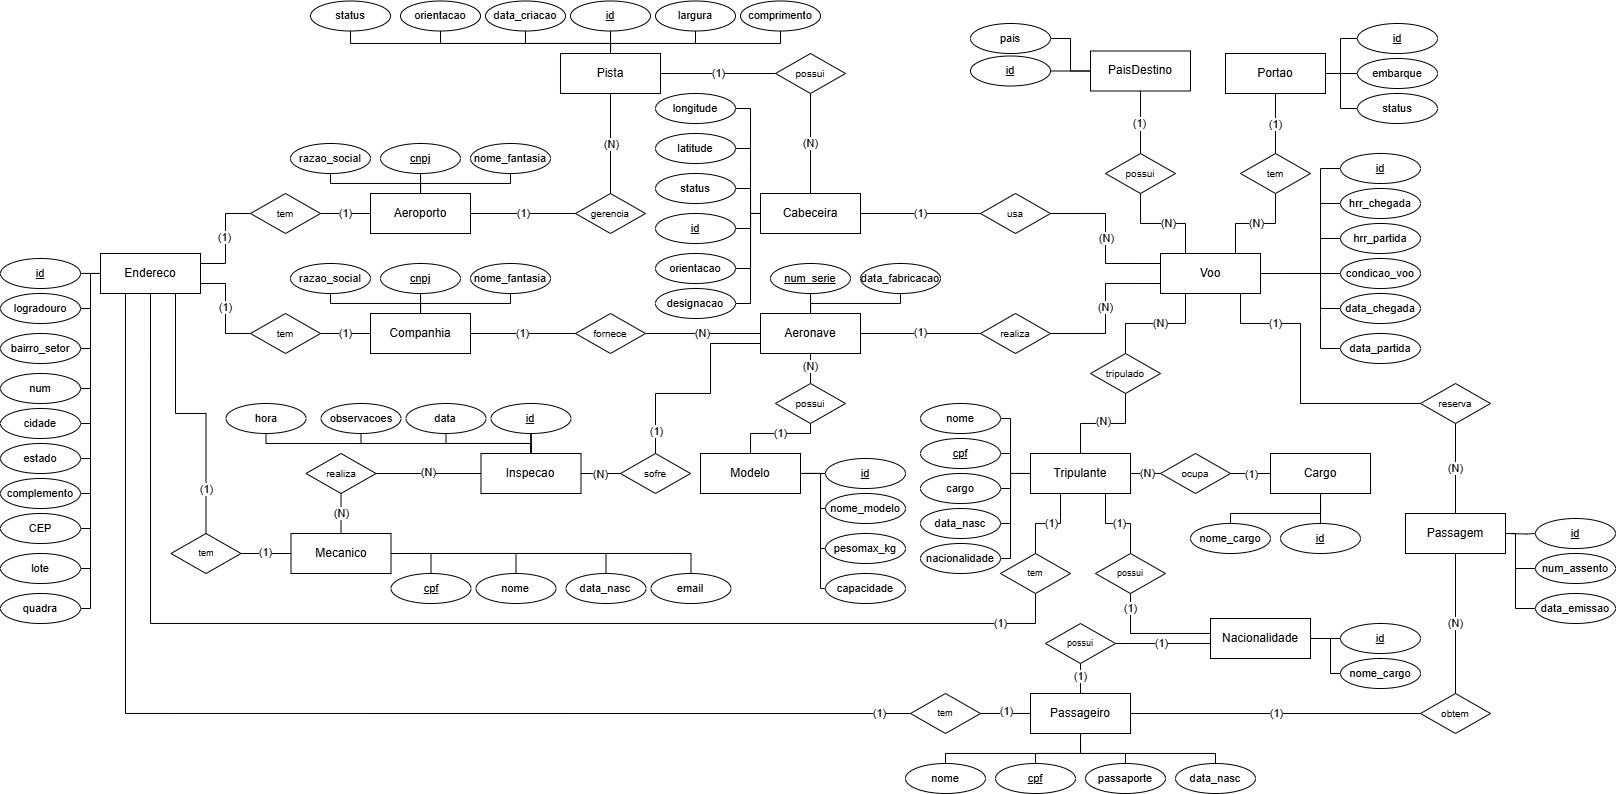 status
orientacao
data_criacao
id
largura
comprimento
Pista
(1)
possui
(N)
(N)
gerencia
pais
id
PaisDestino
Portao
id
embarque
status
(1)
possui
(N)
(1)
tem
(N)
longitude
latitude
status
id
orientacao
designacao
Cabeceira
(1)
usa
(N)
razao_social
cnpj
nome_fantasia
tem
(1)
Aeroporto
(1)
(1)
Endereco
id
logradouro
bairro_setor
num
cidade
estado
complemento
CEP
lote
quadra
(1)
razao_social
cnpj
nome_fantasia
tem
(1)
Companhia
(1)
fornece
(N)
num_serie
data_fabricacao
Aeronave
(1)
realiza
(N)
Voo
id
hrr_chegada
hrr_partida
condicao_voo
data_chegada
data_partida
(N)
tripulado
(N)
(1)
reserva
(N)
(N)
possui
(1)
Modelo
id
nome_modelo
pesomax_kg
capacidade
hora
observacoes
data
id
realiza
(N)
Inspecao
(N)
sofre
(1)
(N)
Mecanico
cpf
nome
data_nasc
email
(1)
tem
(1)
nome
cpf
cargo
data_nasc
nacionalidade
Tripulante
(N)
ocupa
(1)
Cargo
nome_cargo
id
(1)
tem
(1)
(1)
possui
(1)
Passagem
id
num_assento
data_emissao
(N)
Nacionalidade
id
nome_cargo
possui
(1)
(1)
(1)
tem
(1)
Passageiro
(1)
obtem
nome
cpf
passaporte
data_nasc